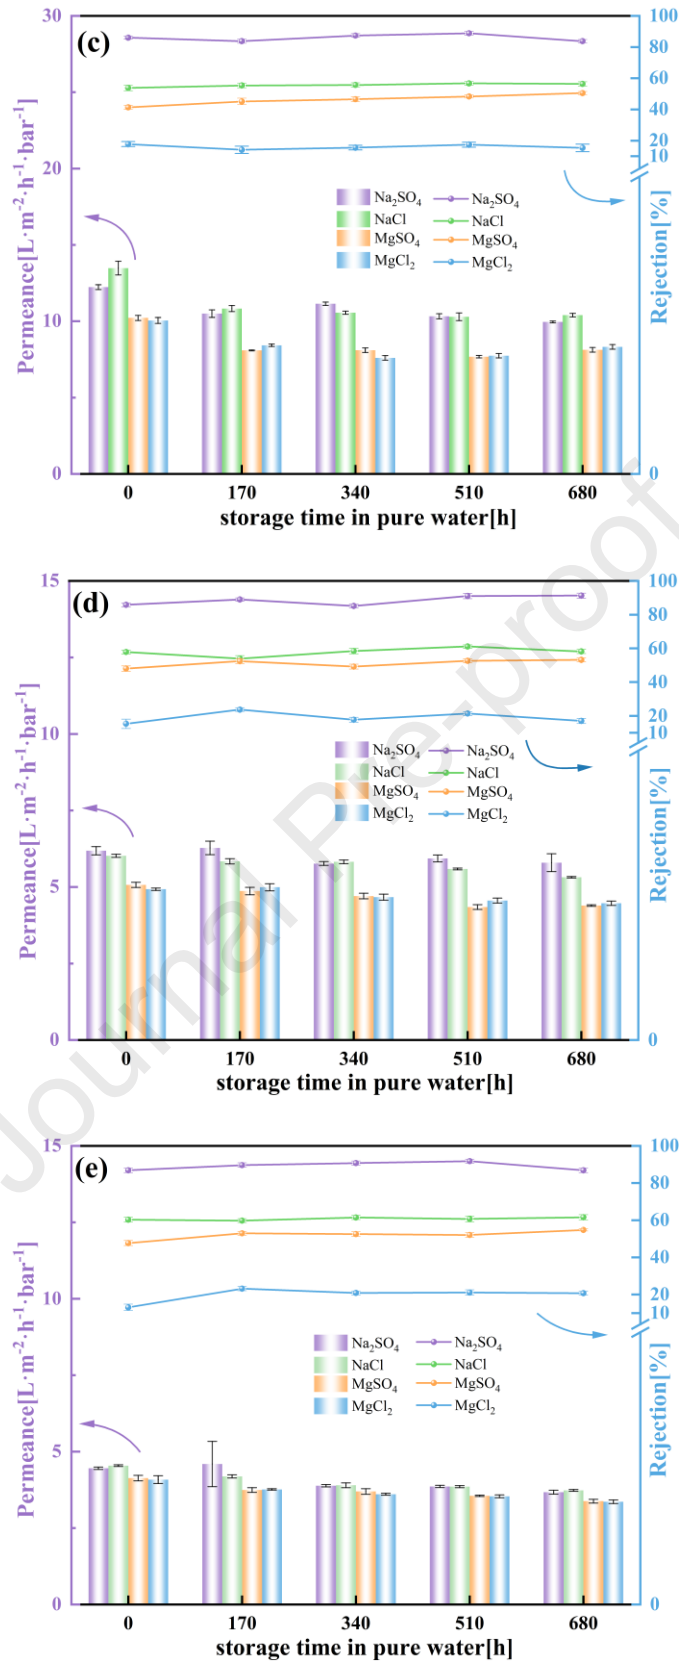 (c)
30
20
10
0
Permeance[L·m⁻²·h⁻¹·bar⁻¹]
100
80
60
40
20
10
0
Rejection[%]
Na₂SO₄ Na₂SO₄
NaCl NaCl
MgSO₄ MgSO₄
MgCl₂ MgCl₂
0 170 340 510 680
storage time in pure water[h]
(d)
15
10
5
0
Permeance[L·m⁻²·h⁻¹·bar⁻¹]
100
80
60
40
20
10
0
Rejection[%]
Na₂SO₄ Na₂SO₄
NaCl NaCl
MgSO₄ MgSO₄
MgCl₂ MgCl₂
0 170 340 510 680
storage time in pure water[h]
(e)
15
10
5
0
Permeance[L·m⁻²·h⁻¹·bar⁻¹]
100
80
60
40
20
10
0
Rejection[%]
Na₂SO₄ Na₂SO₄
NaCl NaCl
MgSO₄ MgSO₄
MgCl₂ MgCl₂
0 170 340 510 680
storage time in pure water[h]
Journal Pre-proof